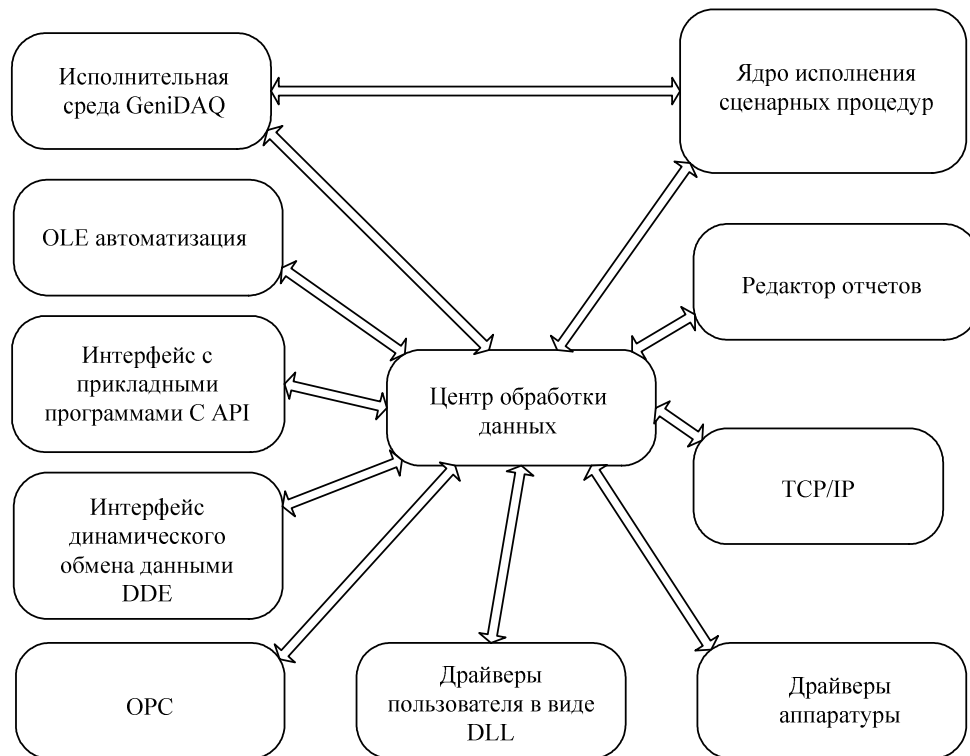 Исполнительная
среда GeniDAQ
Ядро исполнения
сценарных процедур
OLE автоматизация
Редактор отчетов
Интерфейс с
прикладными
программами C API
Центр обработки
данных
TCP/IP
Интерфейс
динамического
обмена данными
DDE
OPC
Драйверы
пользователя в виде
DLL
Драйверы
аппаратуры